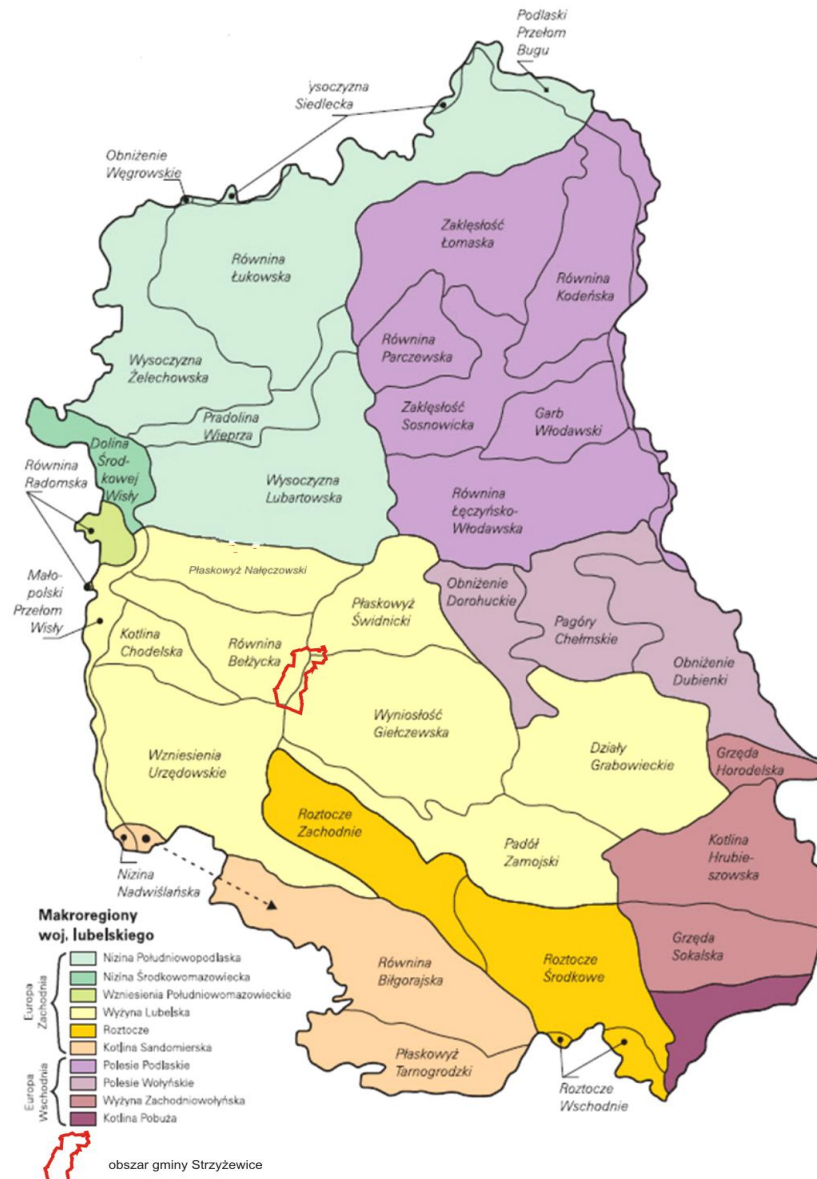 Podlaski
Przełom
Bugu
ysoczyzna
Siedlecka
Obniżenie
Węgrowskie
Zaklęsłość
Łomaska
Równina
Łukowska
Równina
Kodeńska
Równina
Parczewska
Wysoczyzna
Żelechowska
Zaklęsłość
Sosnowicka
Garb
Włodawski
Pradolina
Wieprza
Dolina
Środ-
kowej
Wisły
Równina
Radomska
Wysoczyzna
Lubartowska
Równina
Łęczyńsko-
Włodawska
Płaskowyż Nałęczowski
Mało-
polski
Przełom
Wisły
Obniżenie
Dorohuckie
Płaskowyż
Świdnicki
Pagóry
Chełmskie
Kotlina
Chodelska
Równina
Bełżycka
Obniżenie
Dubienki
Wyniosłość
Giełczewska
Wzniesienia
Urzędowskie
Działy
Grabowieckie
Grzęda
Horodelska
Roztocze
Zachodnie
Padół
Zamojski
Kotlina
Hrubie-
szowska
Nizina
Nadwiślańska
Grzęda
Sokalska
Równina
Biłgorajska
Roztocze
Środkowe
Płaskowyż
Tarnogrodzki
Roztocze
Wschodnie
Makroregiony
woj. lubelskiego
Europa
Zachodnia
Nizina Południowopodlaska
Nizina Środkowomazowiecka
Wzniesienia Południowomazowieckie
Wyżyna Lubelska
Roztocze
Kotlina Sandomierska
Europa
Wschodnia
Polesie Podlaskie
Polesie Wołyńskie
Wyżyna Zachodniowołyńska
Kotlina Pobuża
obszar gminy Strzyżewice